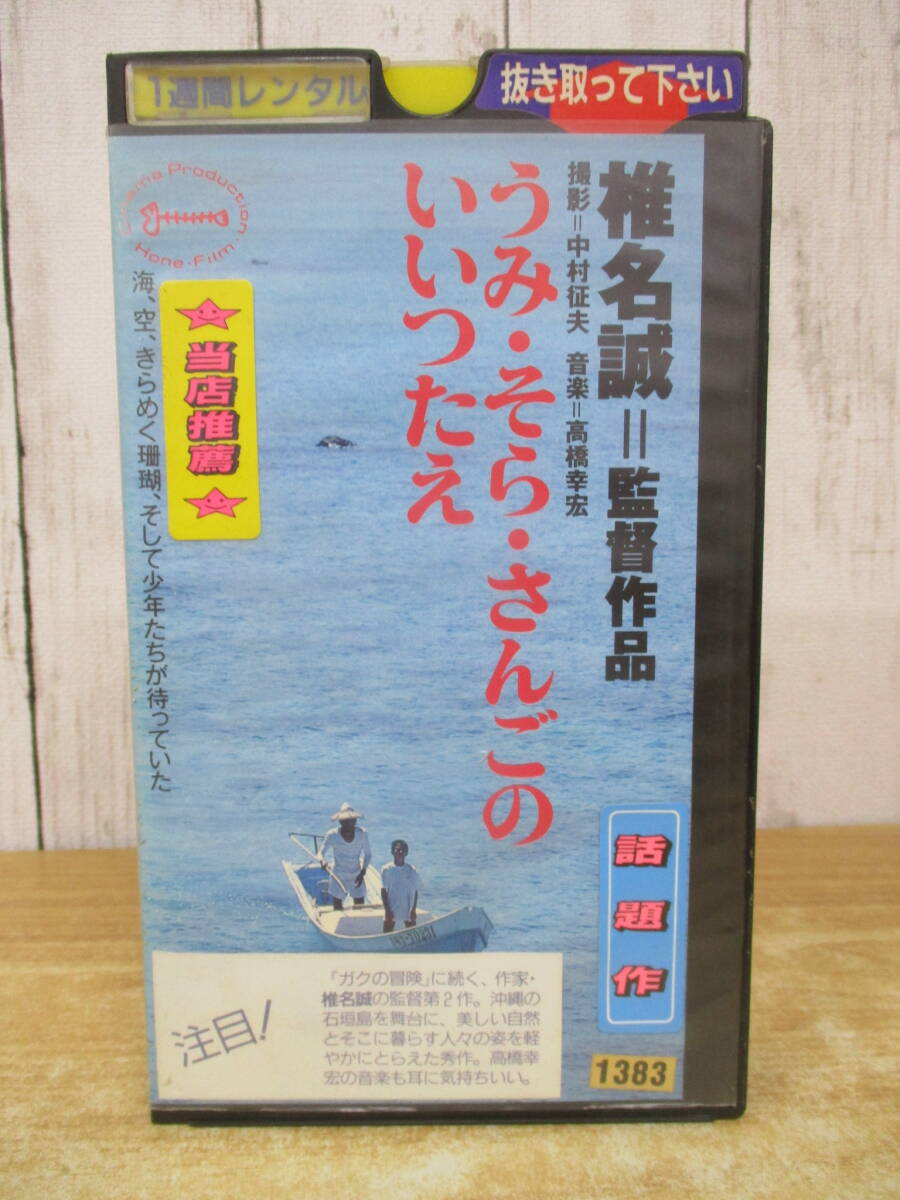 1週間レンタル
抜き取って下さい
椎名誠＝監督作品
撮影＝中村征夫 音楽＝高橋幸宏
うみ・そら・さんごの
いいつたえ
Cinema Production
Hone・Film・
当店推薦
海、空、きらめく珊瑚、そして少年たちが待っていた
話題作
注目!
「ガクの冒険」に続く、作家・
椎名誠の監督第2作。沖縄の
石垣島を舞台に、美しい自然
とそこに暮らす人々の姿を軽
やかにとらえた秀作。高橋幸
宏の音楽も耳に気持ちいい。
1383